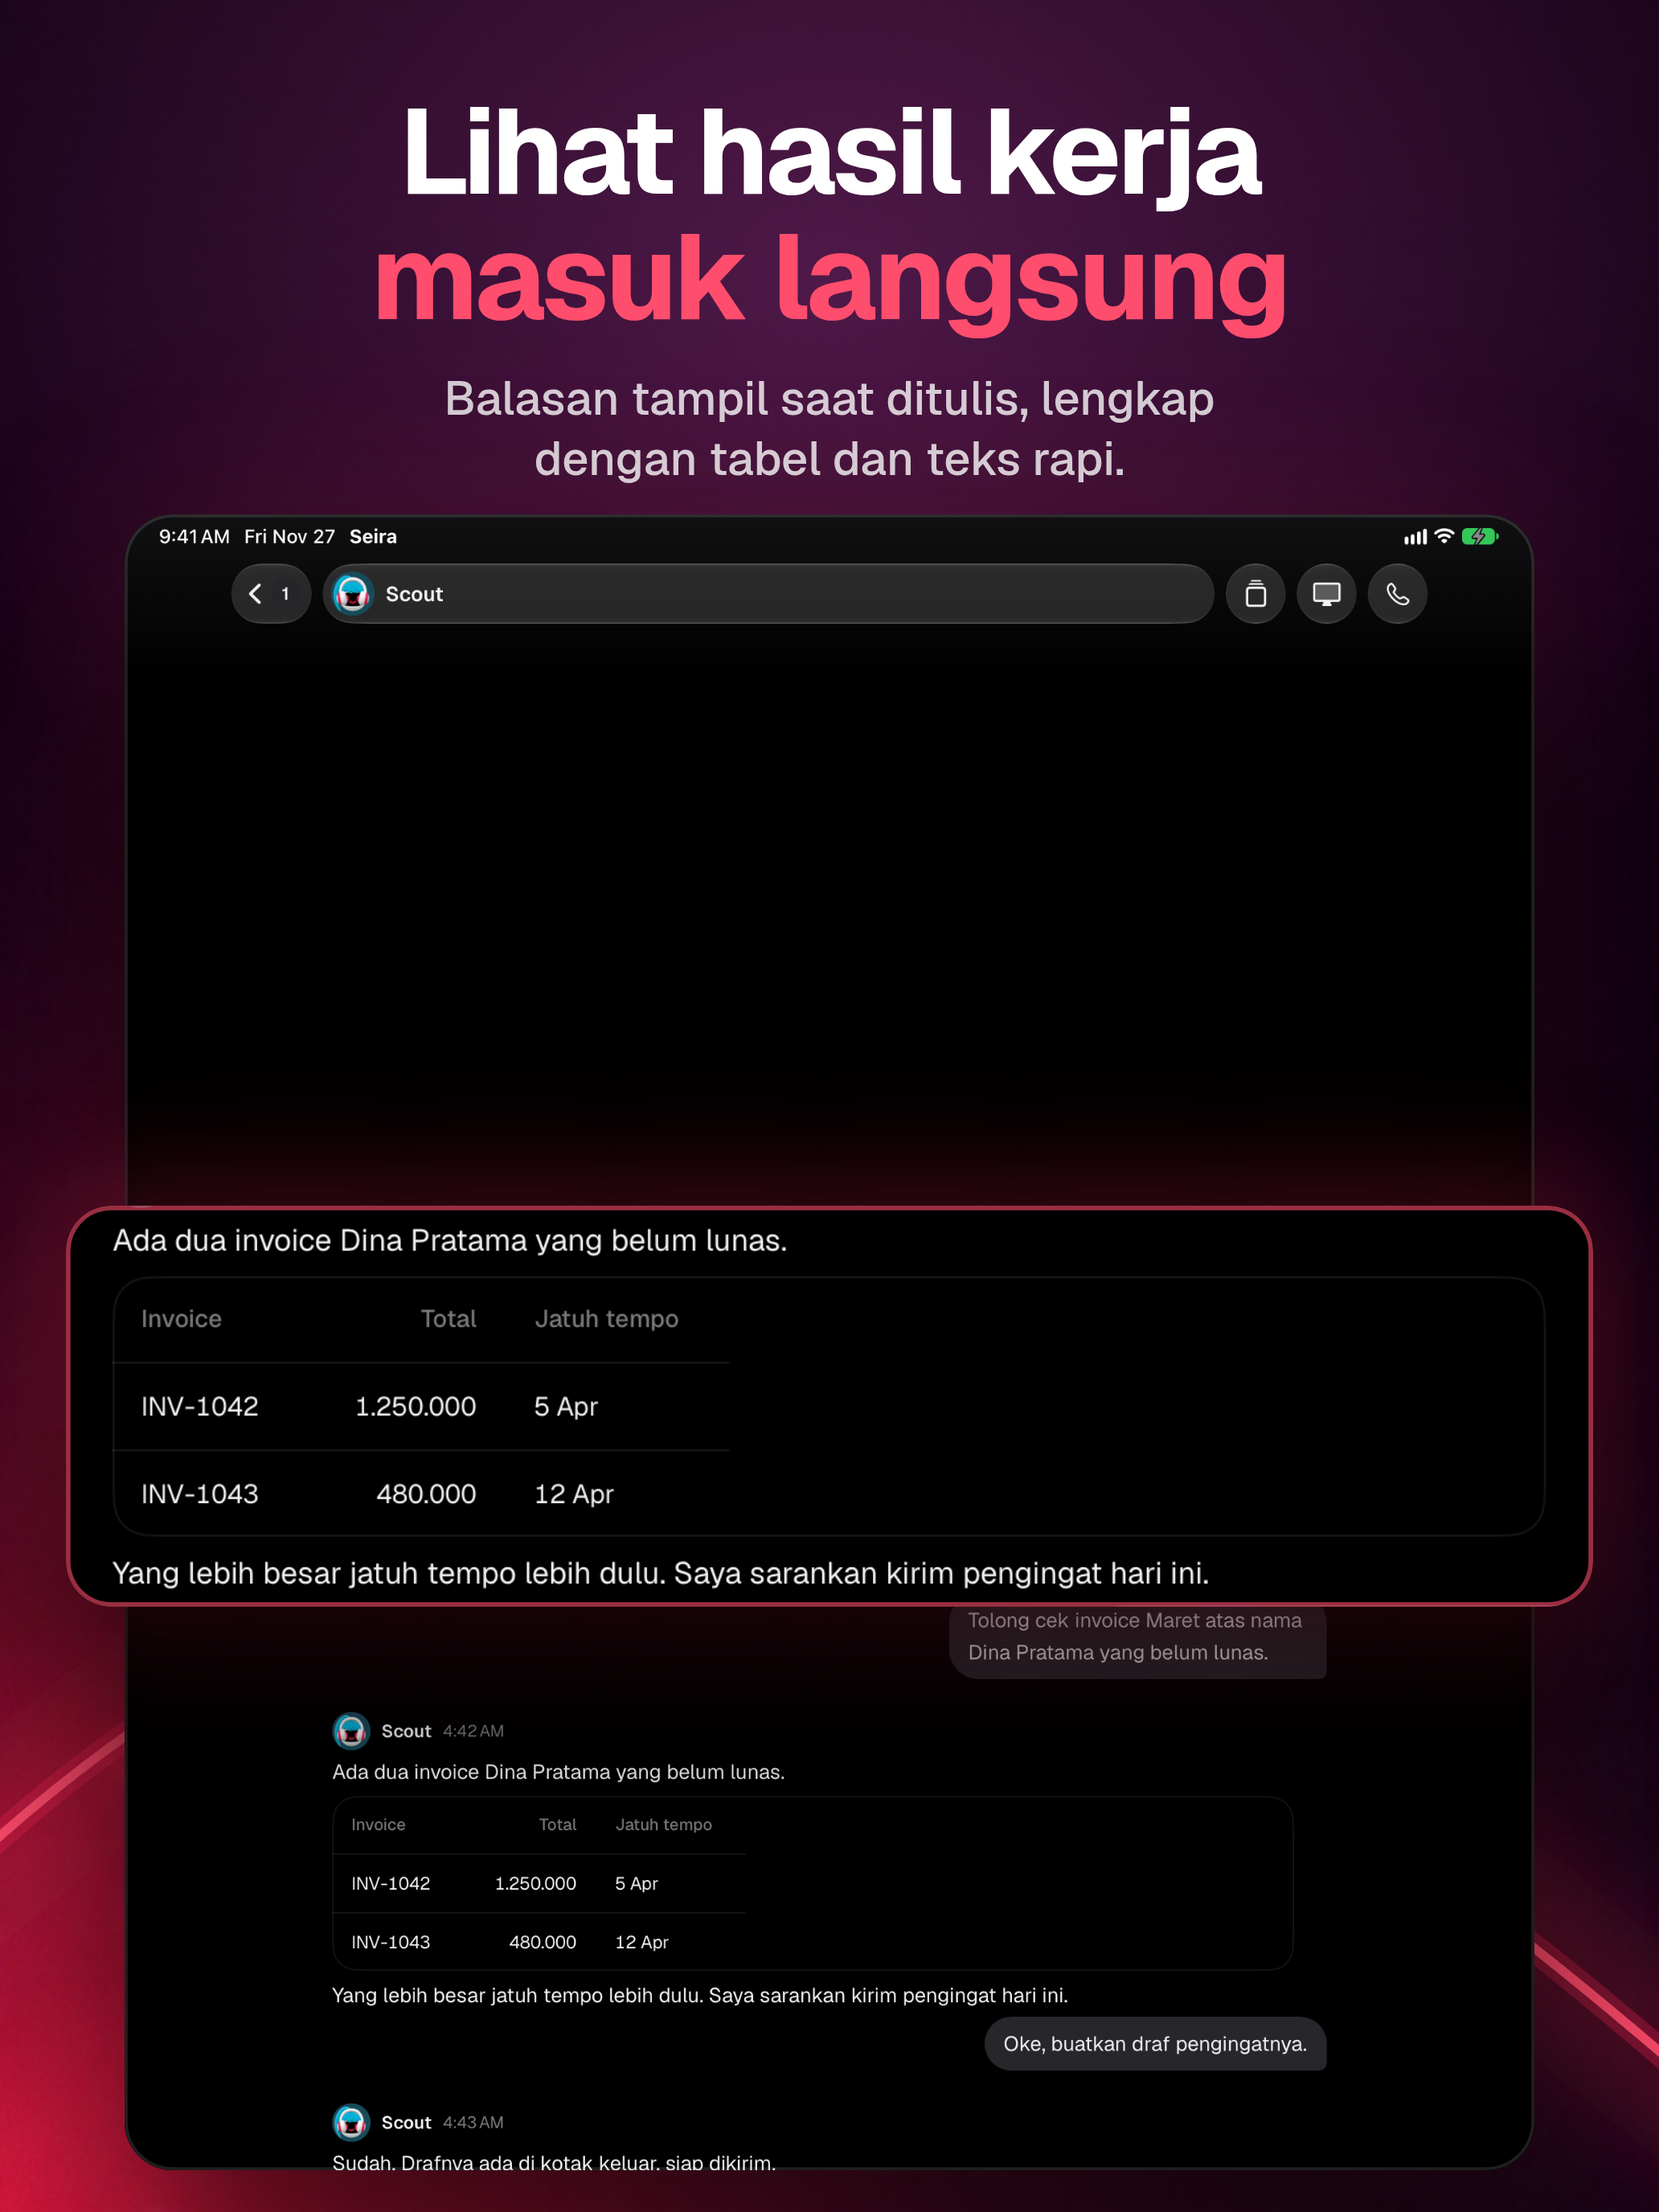 Lihat hasil kerja
masuk langsung
Balasan tampil saat ditulis, lengkap
dengan tabel dan teks rapi.
9:41 AM Fri Nov 27 Seira
1 Scout
Ada dua invoice Dina Pratama yang belum lunas.
Invoice Total Jatuh tempo
INV-1042 1.250.000 5 Apr
INV-1043 480.000 12 Apr
Yang lebih besar jatuh tempo lebih dulu. Saya sarankan kirim pengingat hari ini.
Tolong cek invoice Maret atas nama
Dina Pratama yang belum lunas.
Scout 4:42 AM
Ada dua invoice Dina Pratama yang belum lunas.
Invoice Total Jatuh tempo
INV-1042 1.250.000 5 Apr
INV-1043 480.000 12 Apr
Yang lebih besar jatuh tempo lebih dulu. Saya sarankan kirim pengingat hari ini.
Oke, buatkan draf pengingatnya.
Scout 4:43 AM
Sudah. Drafnya ada di kotak keluar, siap dikirim.